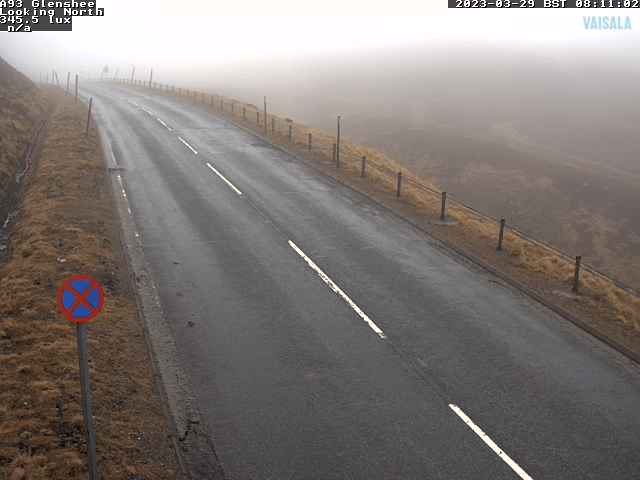 A93 Glenshee
Looking North
345.5 lux
n/a
2023-03-29 BST 08:11:02
VAISALA